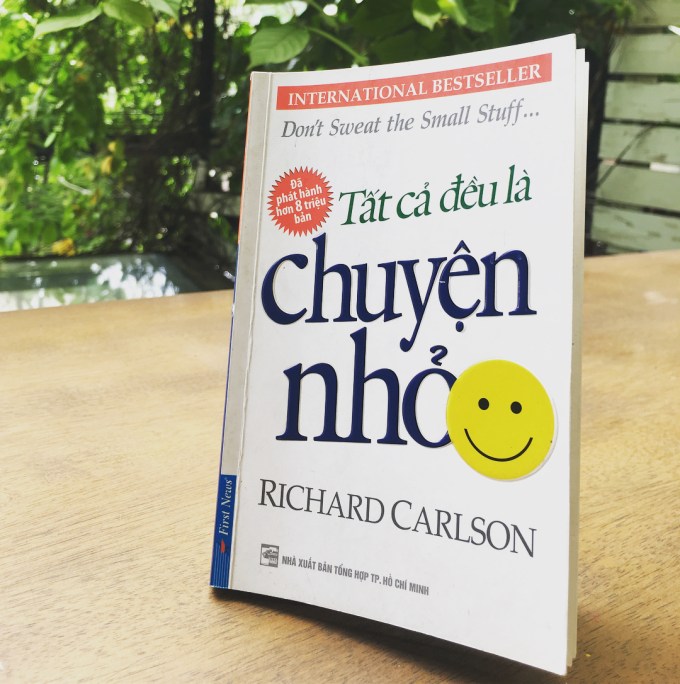 INTERNATIONAL BESTSELLER
Don't Sweat the Small Stuff...
Đã
phát hành
hơn 8 triệu
bản
Tất cả đều là
chuyện
nhỏ
RICHARD CARLSON
First News
NHÀ XUẤT BẢN TỔNG HỢP TP. HỒ CHÍ MINH